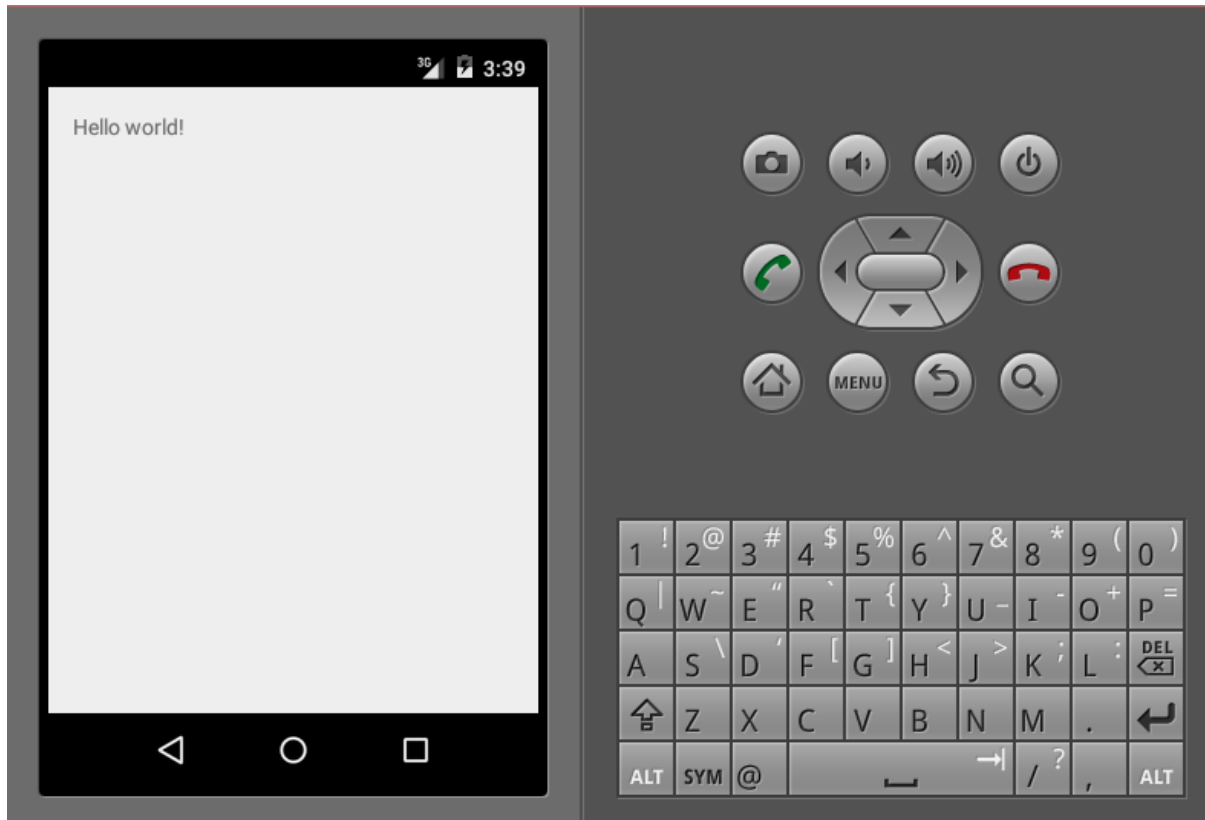 3G 3:39
Hello world!
MENU
1 ! 2 @ 3 # 4 $ 5 % 6 ^ 7 & 8 * 9 ( 0 )
Q | W ~ E " R ` T { Y } U _ I - O + P =
A S \ D ' F [ G ] H < J > K ; L : DEL
Z X C V B N M .
ALT SYM @ / ? , ALT